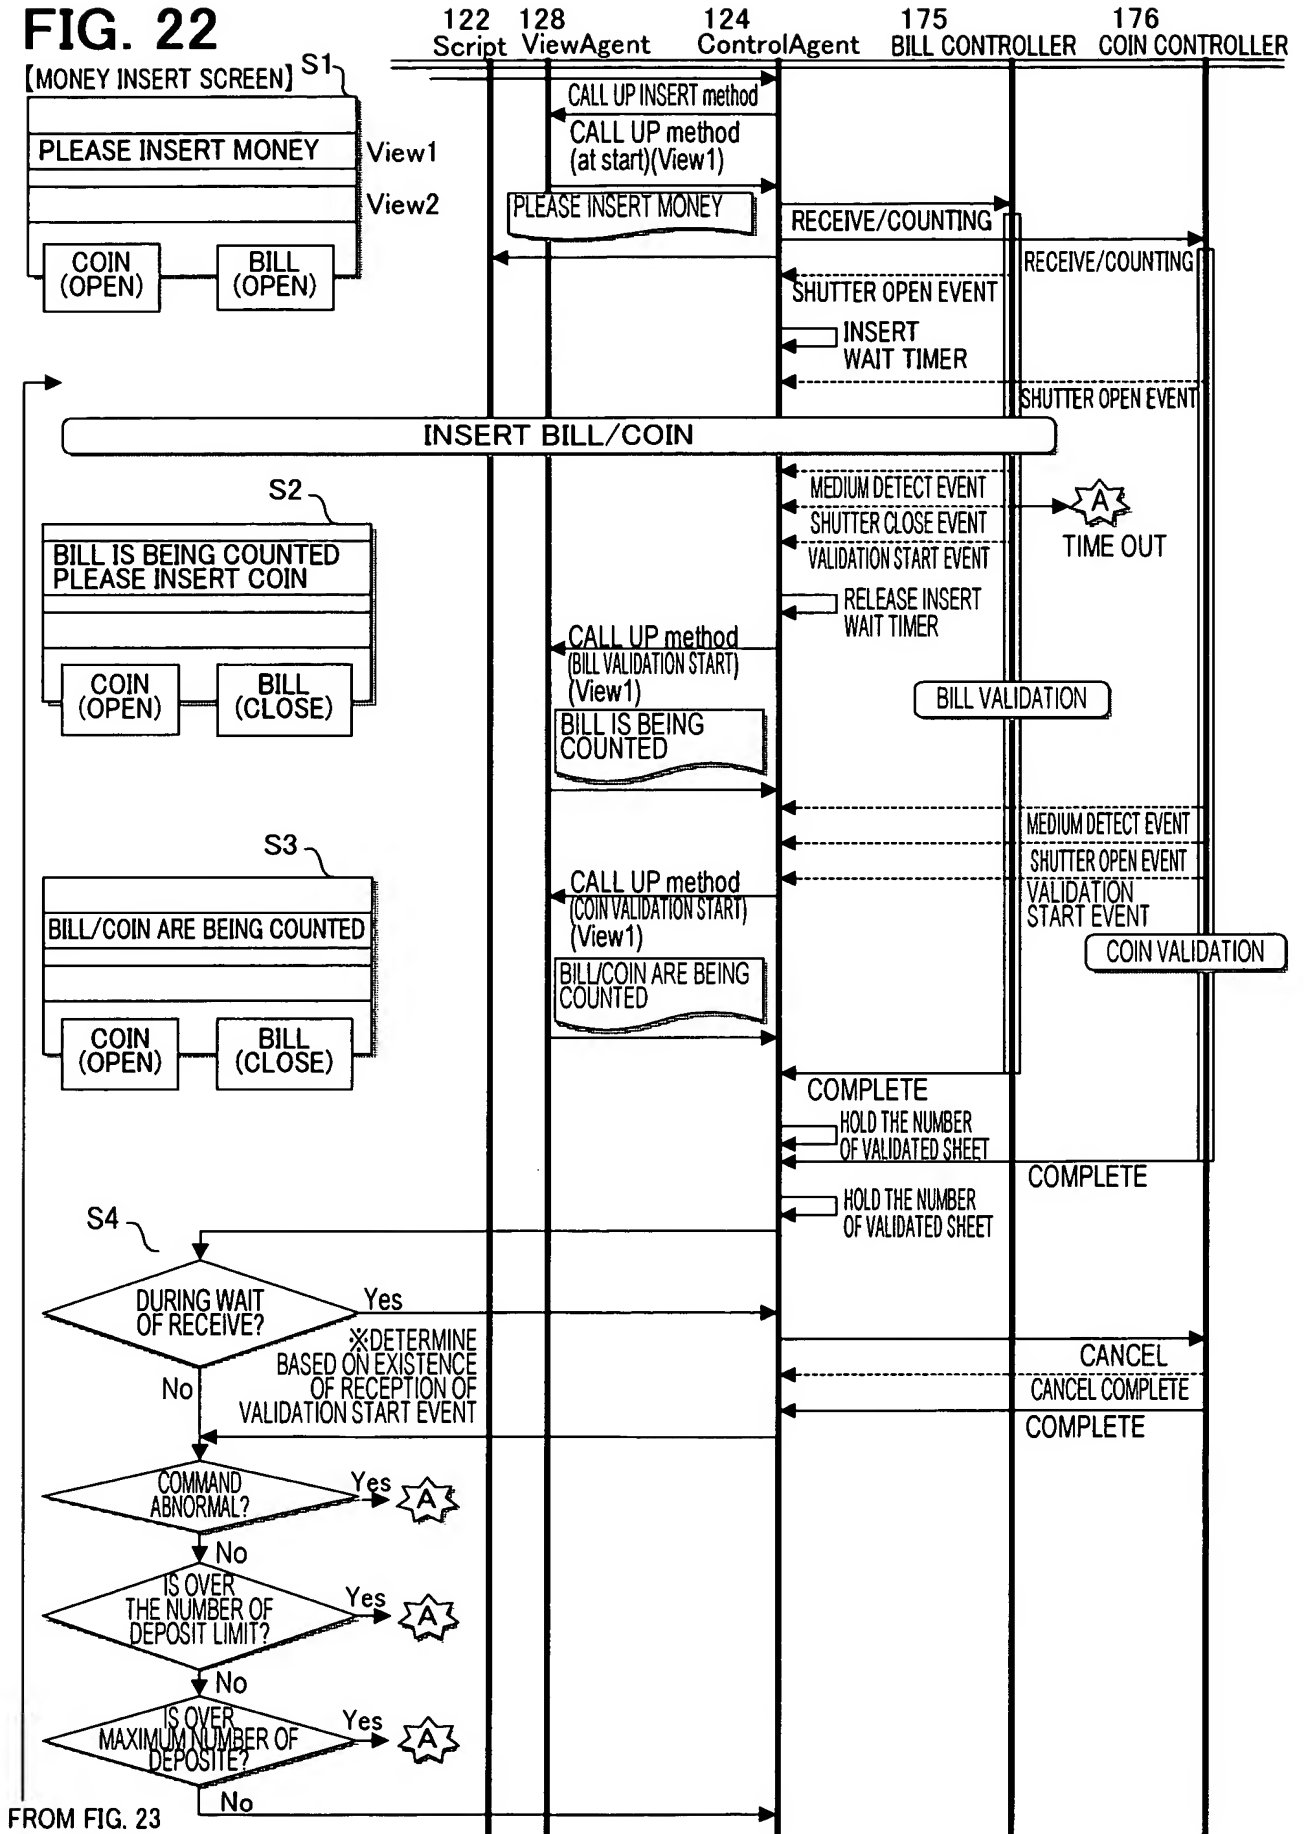 FIG. 22
122 128 124 175 176
Script ViewAgent ControlAgent BILL CONTROLLER COIN CONTROLLER
【MONEY INSERT SCREEN】 S1
CALL UP INSERT method
PLEASE INSERT MONEY View1
CALL UP method
(at start)(View1)
View2
PLEASE INSERT MONEY
RECEIVE/COUNTING
COIN
(OPEN)
BILL
(OPEN)
RECEIVE/COUNTING
SHUTTER OPEN EVENT
INSERT
WAIT TIMER
SHUTTER OPEN EVENT
INSERT BILL/COIN
MEDIUM DETECT EVENT
A
SHUTTER CLOSE EVENT
TIME OUT
VALIDATION START EVENT
S2
BILL IS BEING COUNTED
PLEASE INSERT COIN
RELEASE INSERT
WAIT TIMER
CALL UP method
(BILL VALIDATION START)
(View1)
COIN
(OPEN)
BILL
(CLOSE)
BILL VALIDATION
BILL IS BEING
COUNTED
MEDIUM DETECT EVENT
SHUTTER OPEN EVENT
VALIDATION
START EVENT
S3
CALL UP method
(COIN VALIDATION START)
(View1)
BILL/COIN ARE BEING COUNTED
COIN VALIDATION
BILL/COIN ARE BEING
COUNTED
COIN
(OPEN)
BILL
(CLOSE)
COMPLETE
HOLD THE NUMBER
OF VALIDATED SHEET
COMPLETE
HOLD THE NUMBER
OF VALIDATED SHEET
S4
DURING WAIT
OF RECEIVE?
Yes
※DETERMINE
BASED ON EXISTENCE
OF RECEPTION OF
VALIDATION START EVENT
No
CANCEL
CANCEL COMPLETE
COMPLETE
COMMAND
ABNORMAL?
Yes
A
No
IS OVER
THE NUMBER OF
DEPOSIT LIMIT?
Yes
A
No
IS OVER
MAXIMUM NUMBER OF
DEPOSITE?
Yes
A
No
FROM FIG. 23